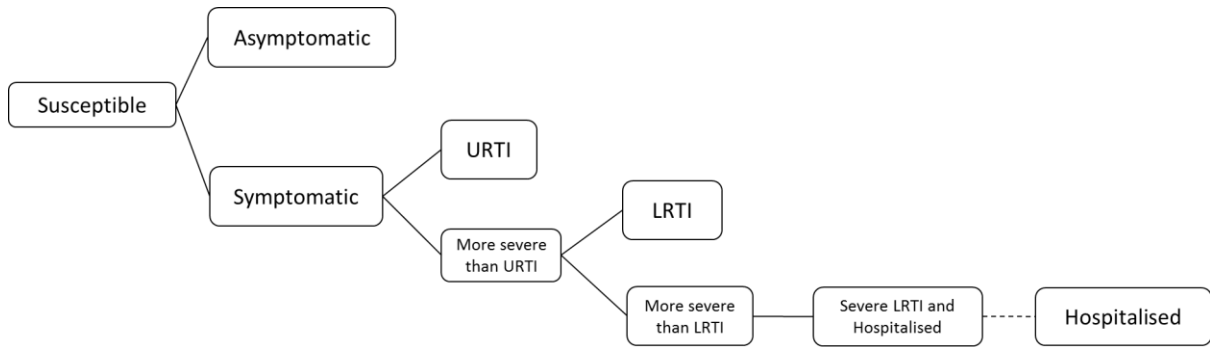 Asymptomatic
Susceptible
URTI
Symptomatic
LRTI
More severe
than URTI
More severe
than LRTI
Severe LRTI and
Hospitalised
Hospitalised